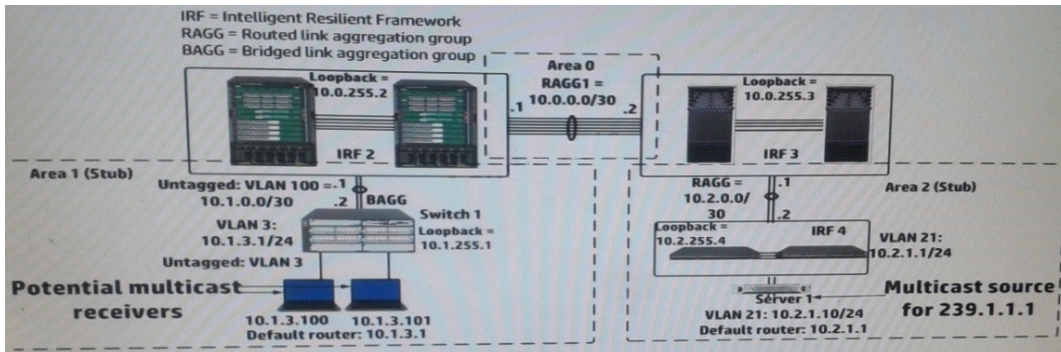 IRF = Intelligent Resilient Framework
RAGG = Routed link aggregation group
BAGG = Bridged link aggregation group
Area 0
RAGG1 =
10.0.0.0/30
Loopback =
10.0.255.2
.1
.2
IRF 2
Loopback =
10.0.255.3
IRF 3
Area 1 (Stub)
Untagged: VLAN 100 =
10.1.0.0/30
.1
.2
BAGG
Switch 1
Loopback =
10.1.255.1
VLAN 3:
10.1.3.1/24
Untagged: VLAN 3
Potential multicast
receivers
10.1.3.100
10.1.3.101
Default router: 10.1.3.1
Area 2 (Stub)
RAGG =
10.2.0.0/
30
.1
.2
Loopback =
10.2.255.4
IRF 4
VLAN 21:
10.2.1.1/24
Server 1
VLAN 21: 10.2.1.10/24
Default router: 10.2.1.1
Multicast source
for 239.1.1.1